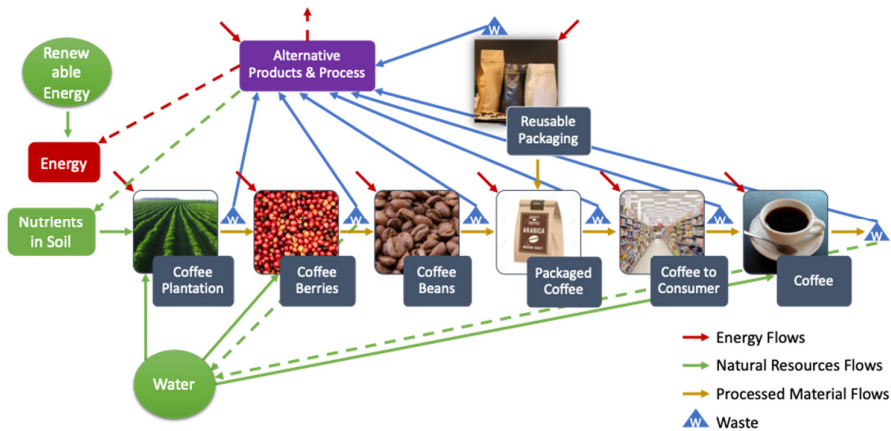 Renew
able
Energy
Alternative
Products & Process
W
Reusable
Packaging
Energy
Nutrients
in Soil
W
W
W
ARABICA
W
W
W
Coffee
Plantation
Coffee
Berries
Coffee
Beans
Packaged
Coffee
Coffee to
Consumer
Coffee
Water
Energy Flows
Natural Resources Flows
Processed Material Flows
W
Waste